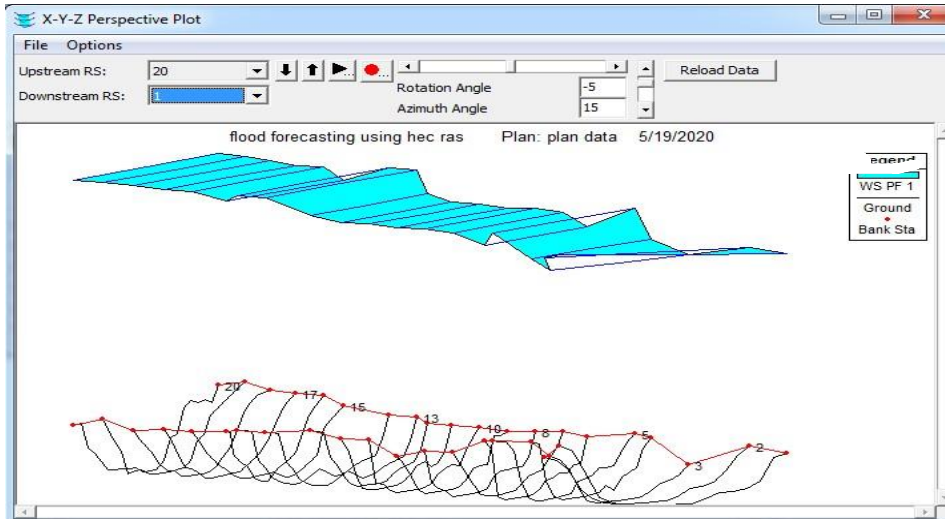 X-Y-Z Perspective Plot
File Options
Upstream RS: 20
Downstream RS: 1
Rotation Angle -5
Azimuth Angle 15
Reload Data
flood forecasting using hec ras Plan: plan data 5/19/2020
WS PF 1
Ground
Bank Sta
20
17
15
13
10
8
5
3
2